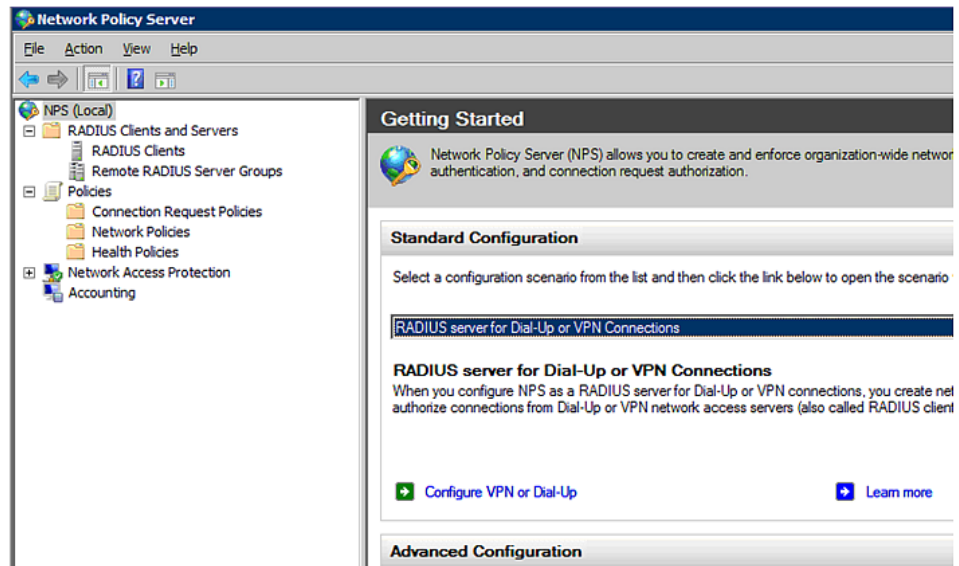 Network Policy Server
File Action View Help
NPS (Local)
RADIUS Clients and Servers
RADIUS Clients
Remote RADIUS Server Groups
Policies
Connection Request Policies
Network Policies
Health Policies
Network Access Protection
Accounting
Getting Started
Network Policy Server (NPS) allows you to create and enforce organization-wide networ
authentication, and connection request authorization.
Standard Configuration
Select a configuration scenario from the list and then click the link below to open the scenario
RADIUS server for Dial-Up or VPN Connections
RADIUS server for Dial-Up or VPN Connections
When you configure NPS as a RADIUS server for Dial-Up or VPN connections, you create net
authorize connections from Dial-Up or VPN network access servers (also called RADIUS client
Configure VPN or Dial-Up Learn more
Advanced Configuration